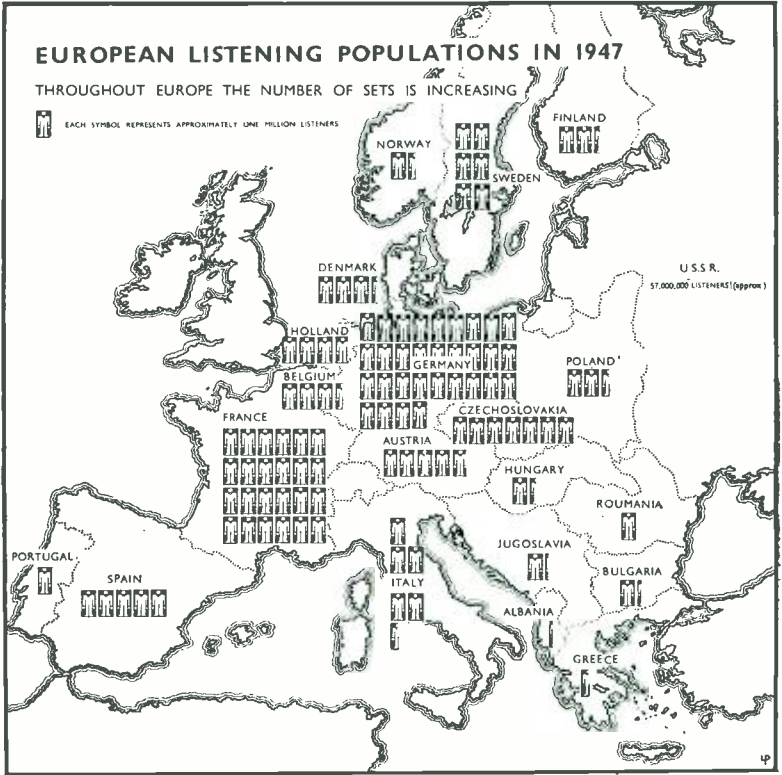 EUROPEAN LISTENING POPULATIONS IN 1947
THROUGHOUT EUROPE THE NUMBER OF SETS IS INCREASING
EACH SYMBOL REPRESENTS APPROXIMATELY ONE MILLION LISTENERS
FINLAND
NORWAY
SWEDEN
DENMARK
U.S.S.R.
57,000,000 LISTENERS! (approx)
HOLLAND
GERMANY
POLAND
BELGIUM
CZECHOSLOVAKIA
FRANCE
AUSTRIA
HUNGARY
ROUMANIA
JUGOSLAVIA
PORTUGAL
BULGARIA
SPAIN
ITALY
ALBANIA
GREECE